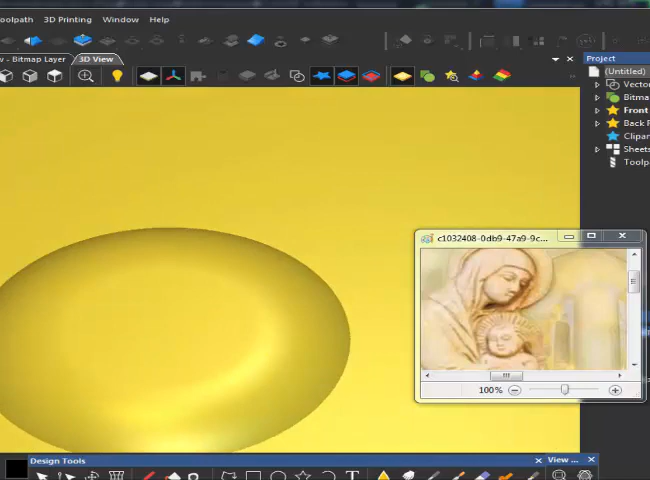 oolpath 3D Printing Window Help
- Bitmap Layer 3D View
Project
(Untitled)
Vector
Bitma
Front
Back F
Clipar
Sheets
Toolp
c1032408-0db9-47a9-9c...
100%
Design Tools
View ...